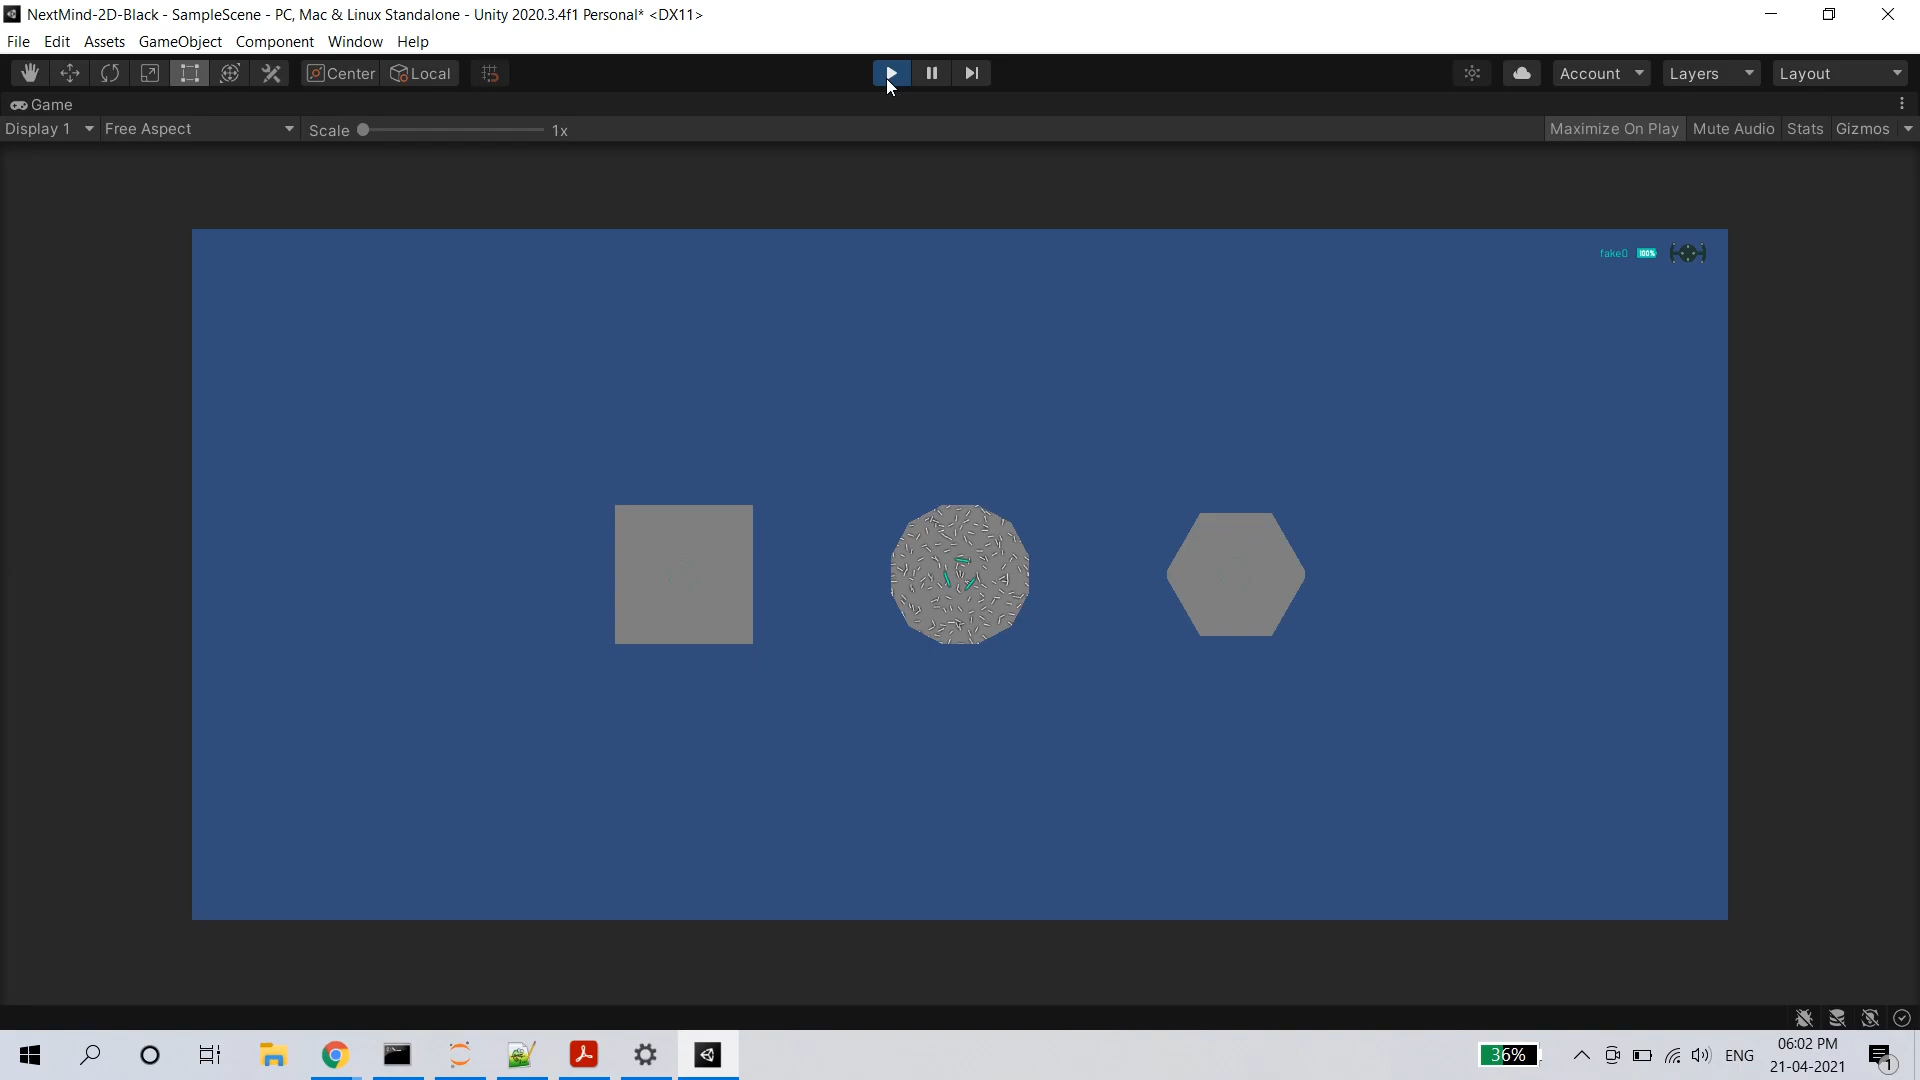 NextMind-2D-Black - SampleScene - PC, Mac & Linux Standalone - Unity 2020.3.4f1 Personal* <DX11>
File Edit Assets GameObject Component Window Help
Center Local Account Layers Layout
Game
Display 1 Free Aspect Scale 1x Maximize On Play Mute Audio Stats Gizmos
fake0 100%
36% ENG 06:02 PM
21-04-2021 1